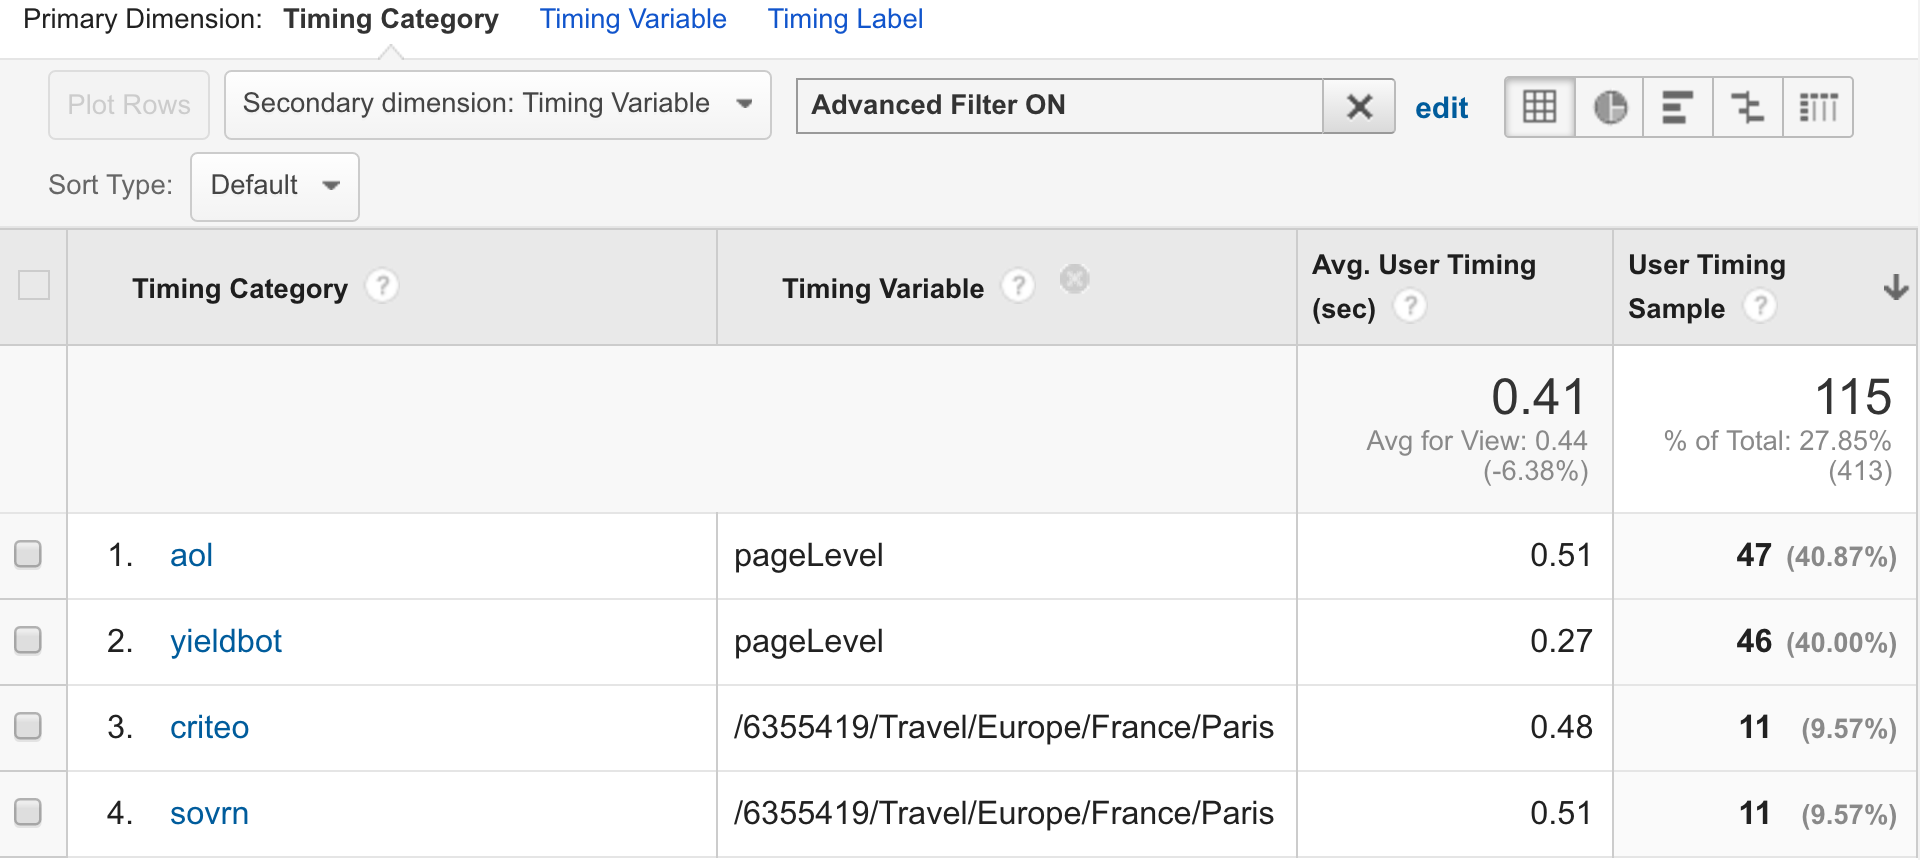 Primary Dimension: Timing Category Timing Variable Timing Label
Plot Rows Secondary dimension: Timing Variable Advanced Filter ON edit
Sort Type: Default
Timing Category ? Timing Variable ? Avg. User Timing (sec) ? User Timing Sample ?
0.41 115
Avg for View: 0.44 % of Total: 27.85%
(-6.38%) (413)
1. aol pageLevel 0.51 47 (40.87%)
2. yieldbot pageLevel 0.27 46 (40.00%)
3. criteo /6355419/Travel/Europe/France/Paris 0.48 11 (9.57%)
4. sovrn /6355419/Travel/Europe/France/Paris 0.51 11 (9.57%)